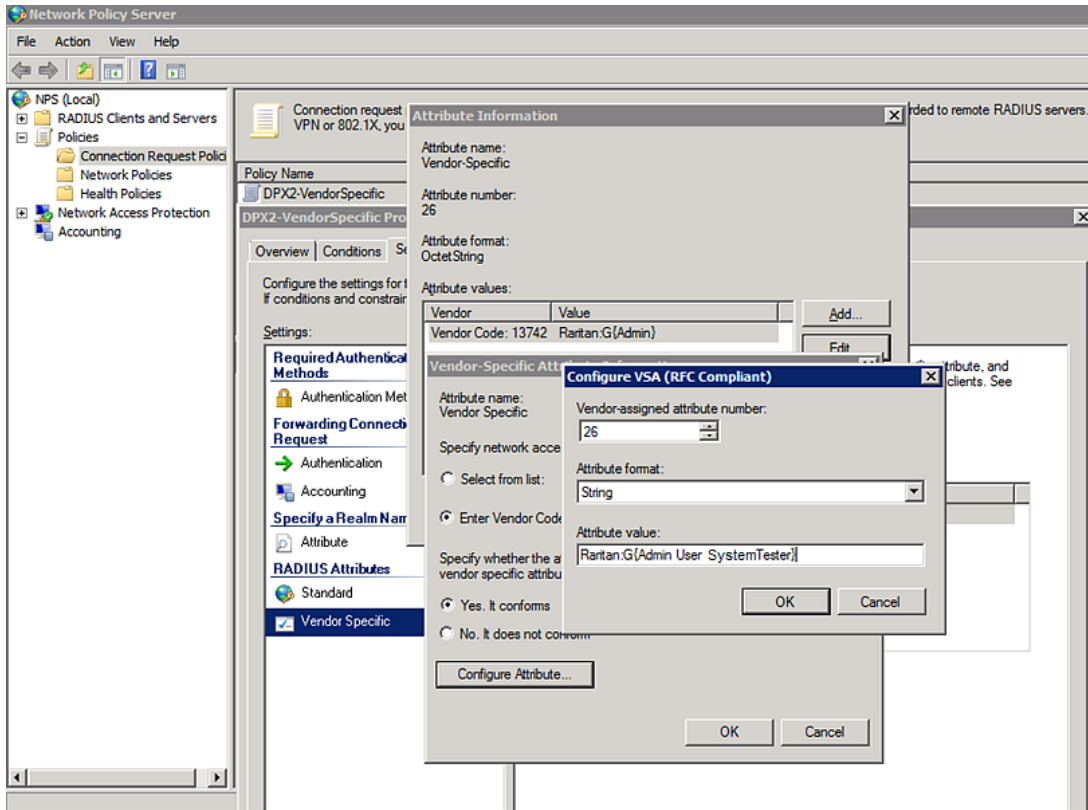 Network Policy Server
File Action View Help
NPS (Local)
RADIUS Clients and Servers
Policies
Connection Request Polici
Network Policies
Health Policies
Network Access Protection
Accounting
Connection request
VPN or 802.1X, you
rded to remote RADIUS servers.
Policy Name
DPX2-VendorSpecific
DPX2-VendorSpecific Pro
Overview Conditions Se
Configure the settings for t
If conditions and constrain
Settings:
Required Authenticat
Methods
Authentication Met
Forwarding Connecti
Request
Authentication
Accounting
Specify a Realm Nam
Attribute
RADIUS Attributes
Standard
Vendor Specific
tribute, and
clients. See
Attribute Information
Attribute name:
Vendor-Specific
Attribute number:
26
Attribute format:
OctetString
Attribute values:
Vendor Value
Vendor Code: 13742 Raritan:G{Admin}
Add...
Edit
Vendor-Specific Att
Attribute name:
Vendor Specific
Specify network acce
Select from list:
Enter Vendor Code
Specify whether the a
vendor specific attribu
Yes. It conforms
No. It does not conform
Configure Attribute...
OK Cancel
Configure VSA (RFC Compliant)
Vendor-assigned attribute number:
26
Attribute format:
String
Attribute value:
Raritan:G{Admin User SystemTester}
OK Cancel